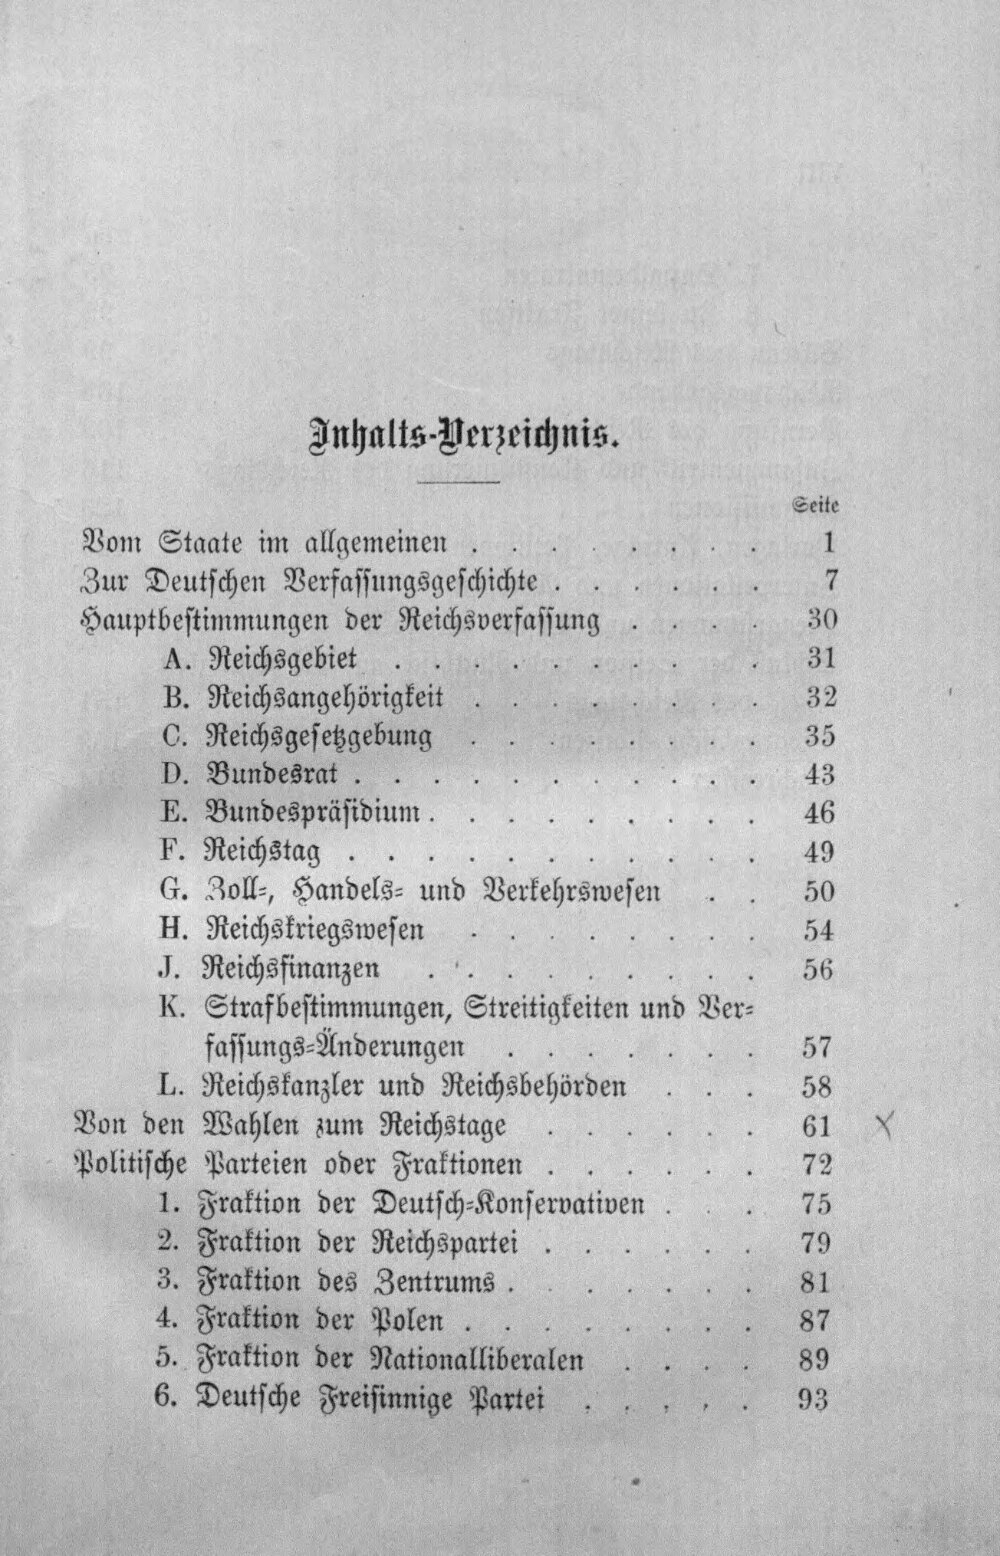 Inhalts-Verzeichnis.
Seite
Vom Staate im allgemeinen . . . . . . . . 1
Zur Deutschen Verfassungsgeschichte . . . . . . 7
Hauptbestimmungen der Reichsverfassung . . . . 30
A. Reichsgebiet . . . . . . . . . . 31
B. Reichsangehörigkeit . . . . . . . . 32
C. Reichsgesetzgebung . . . . . . . . 35
D. Bundesrat . . . . . . . . . . . 43
E. Bundespräsidium . . . . . . . . . 46
F. Reichstag . . . . . . . . . . . 49
G. Zoll-, Handels- und Verkehrswesen . . 50
H. Reichskriegswesen . . . . . . . . 54
J. Reichsfinanzen . . . . . . . . . 56
K. Strafbestimmungen, Streitigkeiten und Ver-
fassungs-Änderungen . . . . . . . 57
L. Reichskanzler und Reichsbehörden . . . 58
Von den Wahlen zum Reichstage . . . . . . 61
Politische Parteien oder Fraktionen . . . . . . 72
1. Fraktion der Deutsch-Konservativen . . . 75
2. Fraktion der Reichspartei . . . . . . 79
3. Fraktion des Zentrums . . . . . . . 81
4. Fraktion der Polen . . . . . . . . 87
5. Fraktion der Nationalliberalen . . . . 89
6. Deutsche Freisinnige Partei . . . . . 93